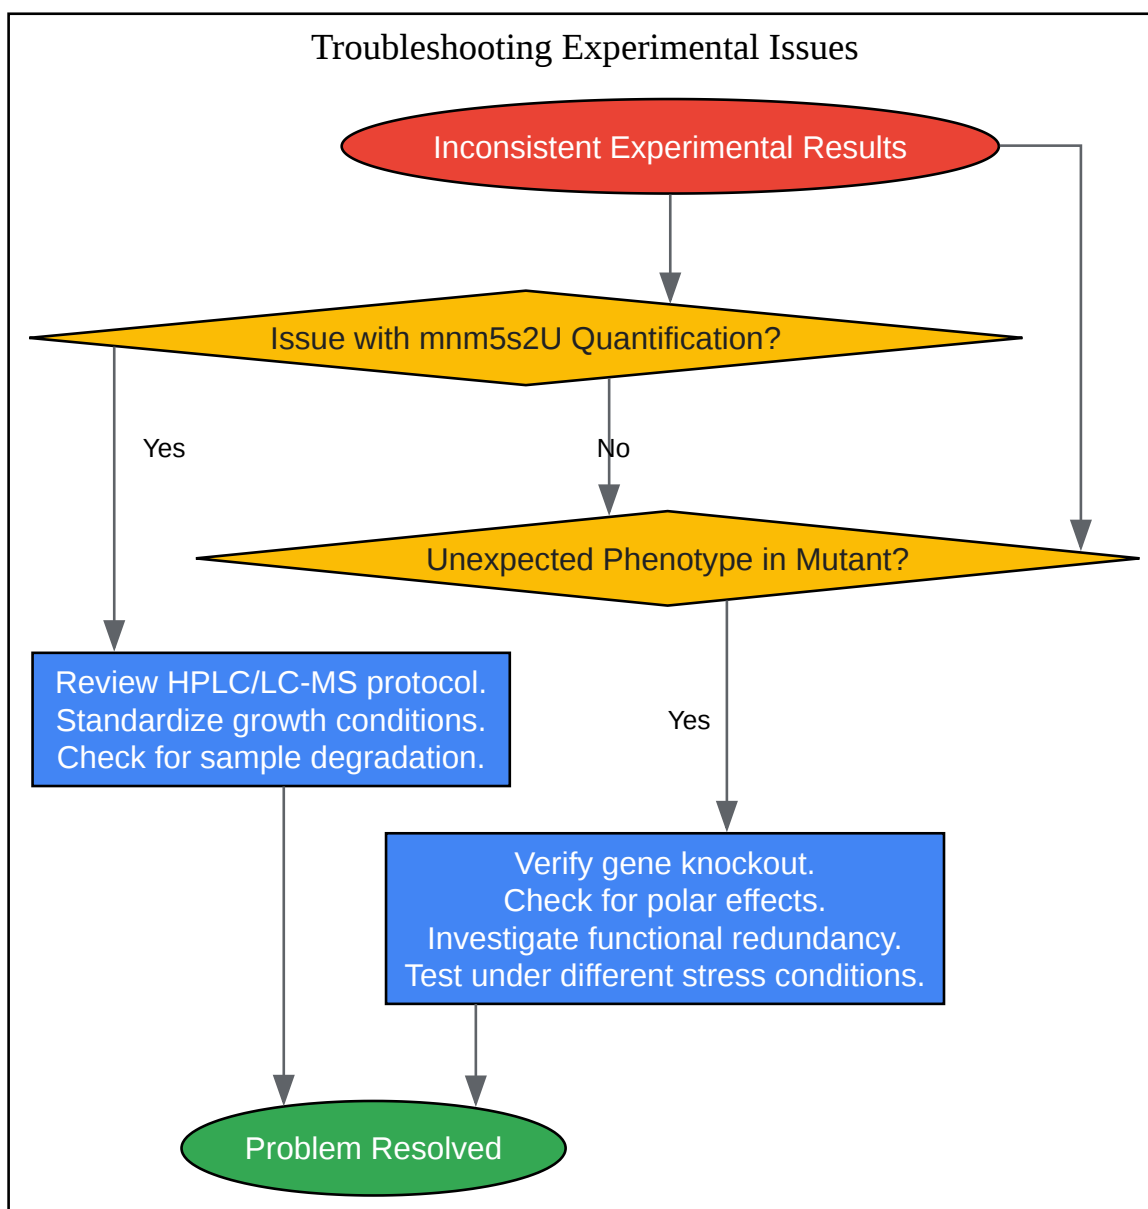 Troubleshooting Experimental Issues
Inconsistent Experimental Results
Issue with mnm5s2U Quantification?
Yes
No
Unexpected Phenotype in Mutant?
Review HPLC/LC-MS protocol.
Standardize growth conditions.
Check for sample degradation.
Yes
Verify gene knockout.
Check for polar effects.
Investigate functional redundancy.
Test under different stress conditions.
Problem Resolved